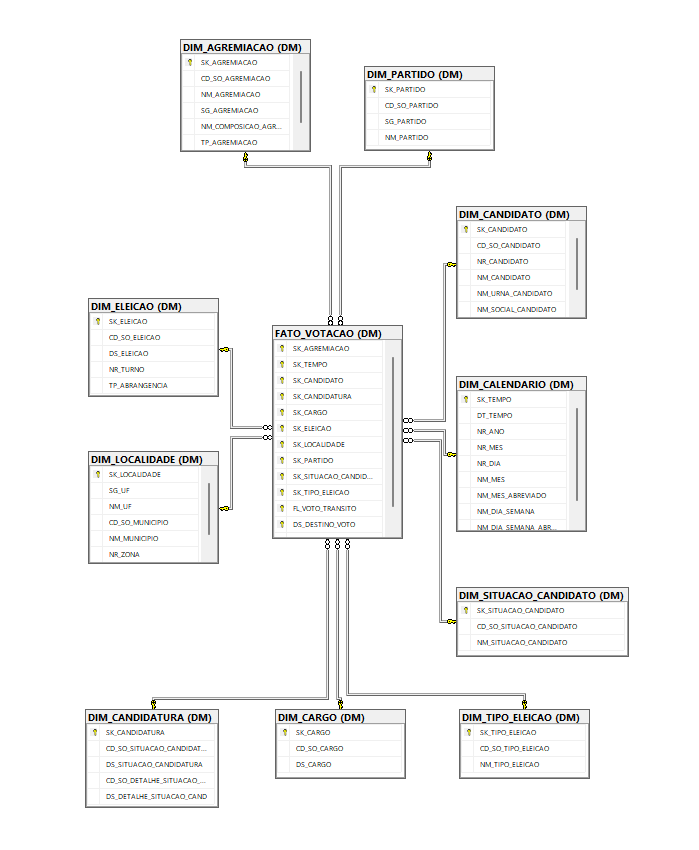 DIM_AGREMIACAO (DM)
SK_AGREMIACAO
CD_SO_AGREMIACAO
NM_AGREMIACAO
SG_AGREMIACAO
NM_COMPOSICAO_AGR...
TP_AGREMIACAO
DIM_PARTIDO (DM)
SK_PARTIDO
CD_SO_PARTIDO
SG_PARTIDO
NM_PARTIDO
DIM_CANDIDATO (DM)
SK_CANDIDATO
CD_SO_CANDIDATO
NR_CANDIDATO
NM_CANDIDATO
NM_URNA_CANDIDATO
NM_SOCIAL_CANDIDATO
DIM_ELEICAO (DM)
SK_ELEICAO
CD_SO_ELEICAO
DS_ELEICAO
NR_TURNO
TP_ABRANGENCIA
FATO_VOTACAO (DM)
SK_AGREMIACAO
SK_TEMPO
SK_CANDIDATO
SK_CANDIDATURA
SK_CARGO
SK_ELEICAO
SK_LOCALIDADE
SK_PARTIDO
SK_SITUACAO_CANDID...
SK_TIPO_ELEICAO
FL_VOTO_TRANSITO
DS_DESTINO_VOTO
DIM_CALENDARIO (DM)
SK_TEMPO
DT_TEMPO
NR_ANO
NR_MES
NR_DIA
NM_MES
NM_MES_ABREVIADO
NM_DIA_SEMANA
NM_DIA_SEMANA_ABR...
DIM_LOCALIDADE (DM)
SK_LOCALIDADE
SG_UF
NM_UF
CD_SO_MUNICIPIO
NM_MUNICIPIO
NR_ZONA
DIM_SITUACAO_CANDIDATO (DM)
SK_SITUACAO_CANDIDATO
CD_SO_SITUACAO_CANDIDATO
NM_SITUACAO_CANDIDATO
DIM_CANDIDATURA (DM)
SK_CANDIDATURA
CD_SO_SITUACAO_CANDIDAT...
DS_SITUACAO_CANDIDATURA
CD_SO_DETALHE_SITUACAO_...
DS_DETALHE_SITUACAO_CAND
DIM_CARGO (DM)
SK_CARGO
CD_SO_CARGO
DS_CARGO
DIM_TIPO_ELEICAO (DM)
SK_TIPO_ELEICAO
CD_SO_TIPO_ELEICAO
NM_TIPO_ELEICAO